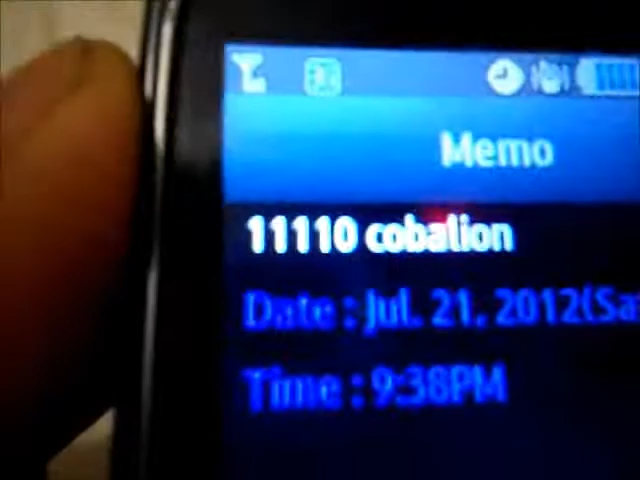 Memo
11110 cobalion
Date : Jul. 21. 2012(Sa
Time : 9:38PM